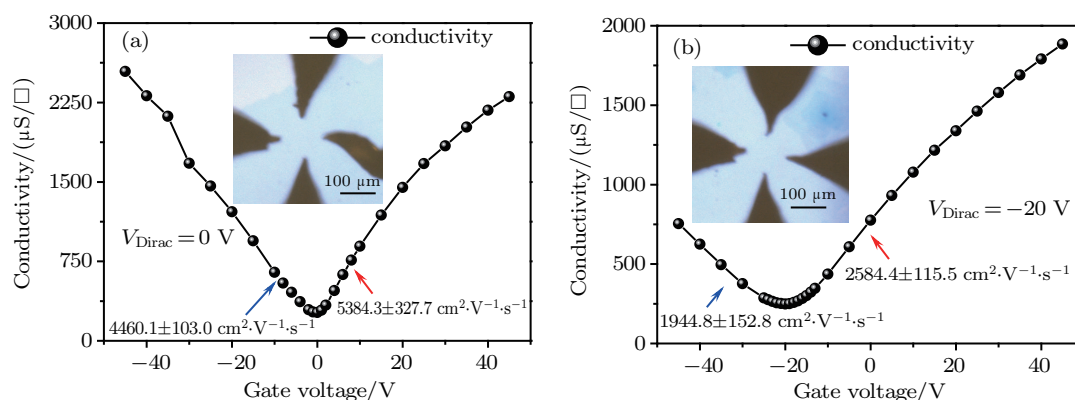 3000
2250
1500
750
0
Conductivity/(μS/□)
(a)
conductivity
100 μm
V_Dirac=0 V
4460.1±103.0 cm²·V⁻¹·s⁻¹
5384.3±327.7 cm²·V⁻¹·s⁻¹
−40
−20
0
20
40
Gate voltage/V
2000
1500
1000
500
0
Conductivity/(μS/□)
(b)
conductivity
100 μm
V_Dirac=−20 V
2584.4±115.5 cm²·V⁻¹·s⁻¹
1944.8±152.8 cm²·V⁻¹·s⁻¹
−40
−20
0
20
40
Gate voltage/V